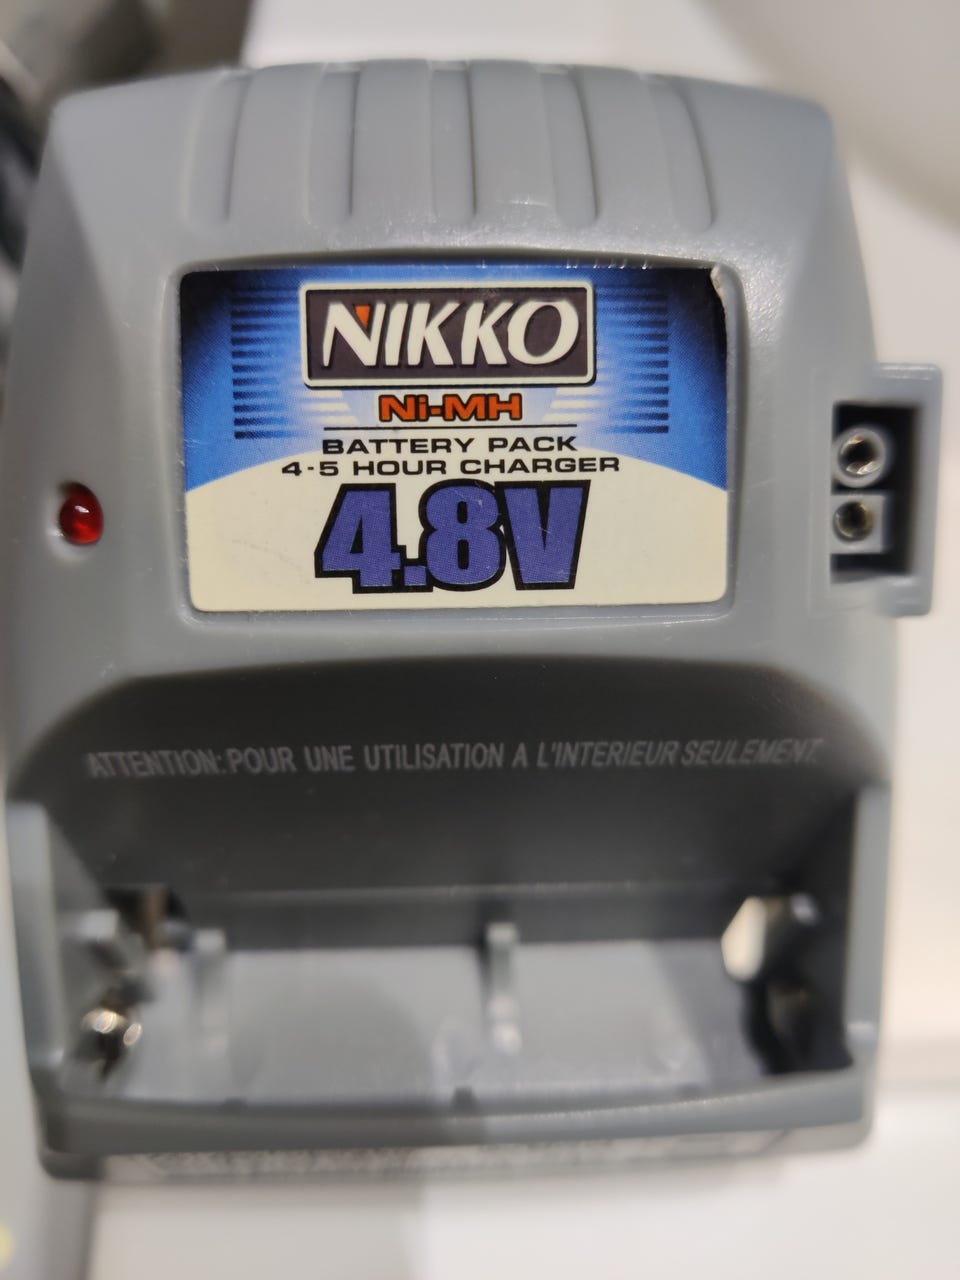 NIKKO
Ni-MH
BATTERY PACK
4-5 HOUR CHARGER
4.8V
ATTENTION: POUR UNE UTILISATION A L'INTERIEUR SEULEMENT.